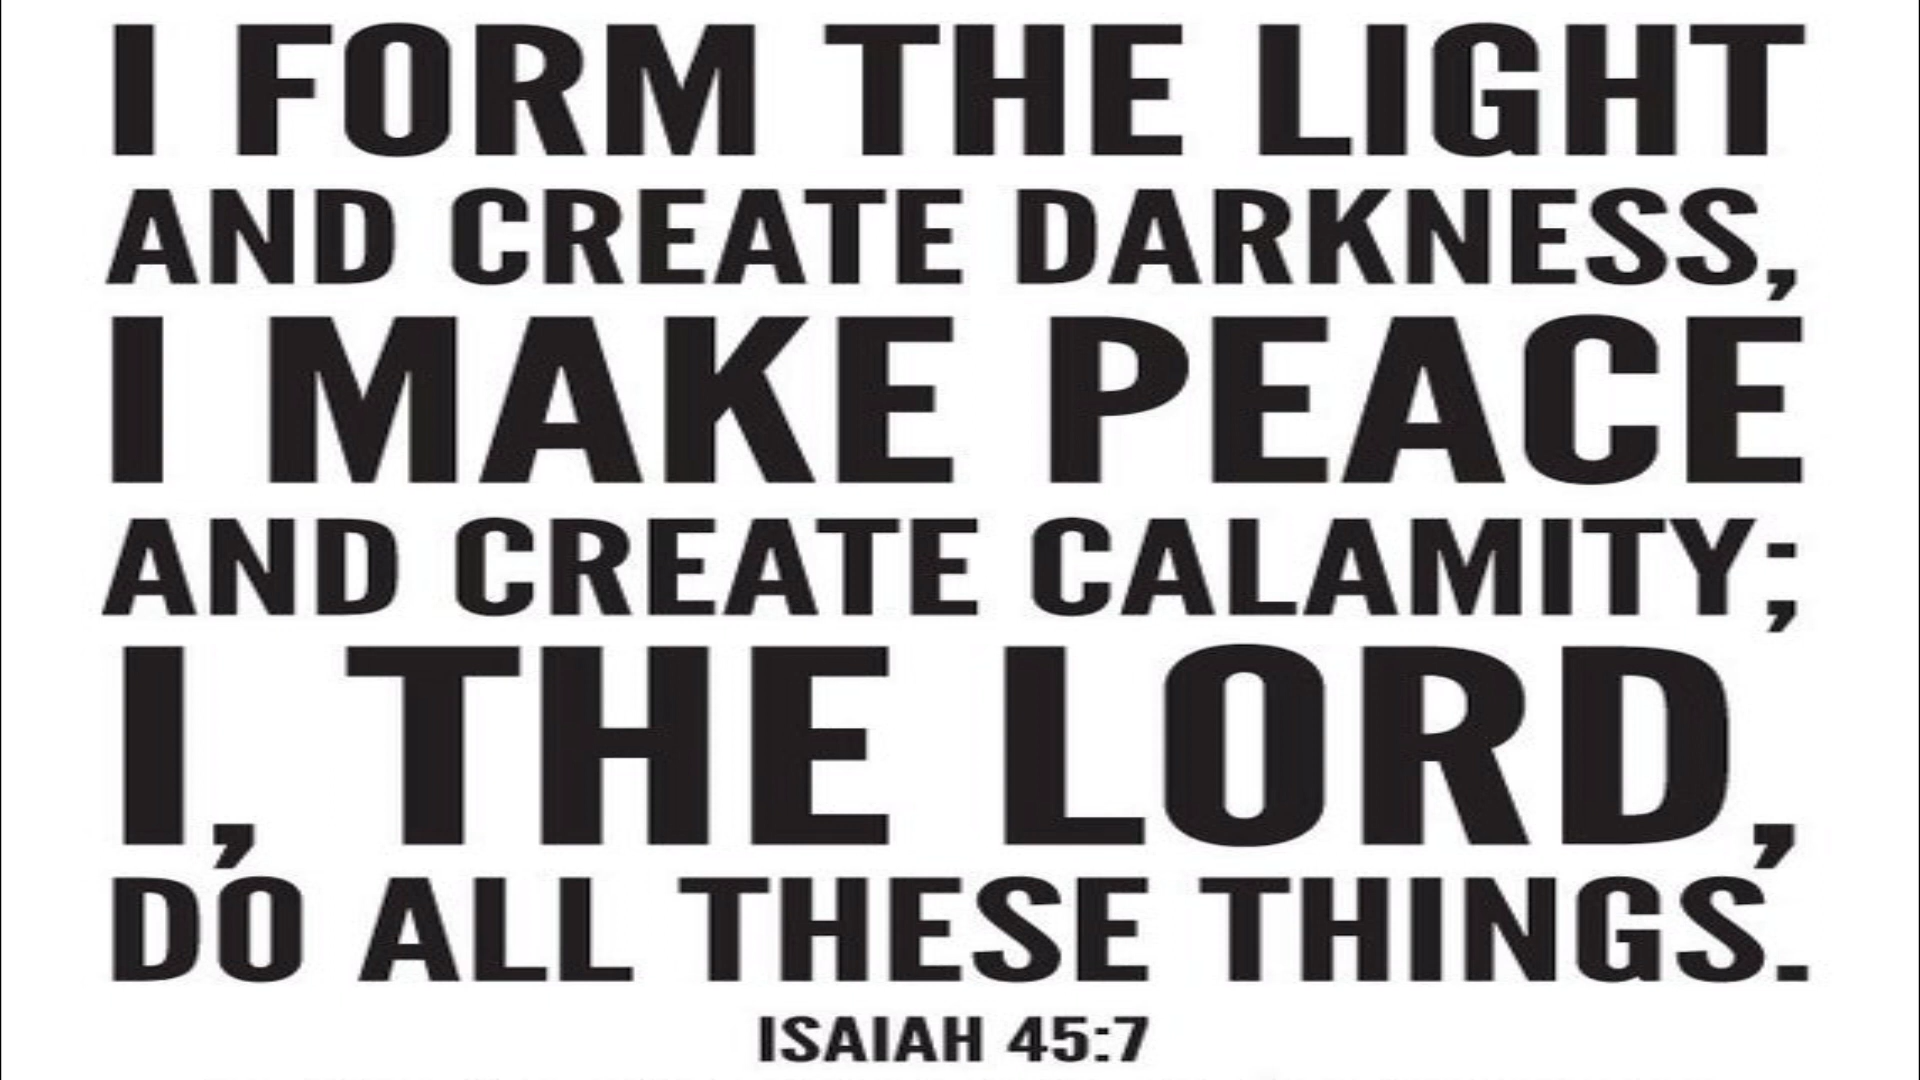 I FORM THE LIGHT
AND CREATE DARKNESS,
I MAKE PEACE
AND CREATE CALAMITY;
I, THE LORD,
DO ALL THESE THINGS.
ISAIAH 45:7